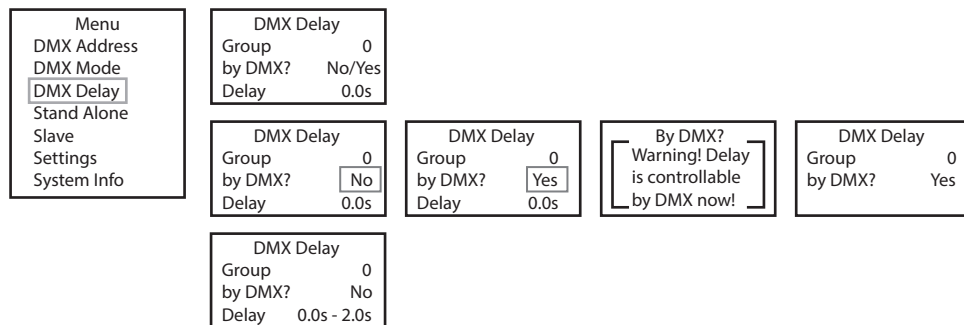 Menu
DMX Address
DMX Mode
DMX Delay
Stand Alone
Slave
Settings
System Info
DMX Delay
Group 0
by DMX? No/Yes
Delay 0.0s
DMX Delay
Group 0
by DMX? No
Delay 0.0s
DMX Delay
Group 0
by DMX? Yes
Delay 0.0s
By DMX?
Warning! Delay
is controllable
by DMX now!
DMX Delay
Group 0
by DMX? Yes
DMX Delay
Group 0
by DMX? No
Delay 0.0s - 2.0s